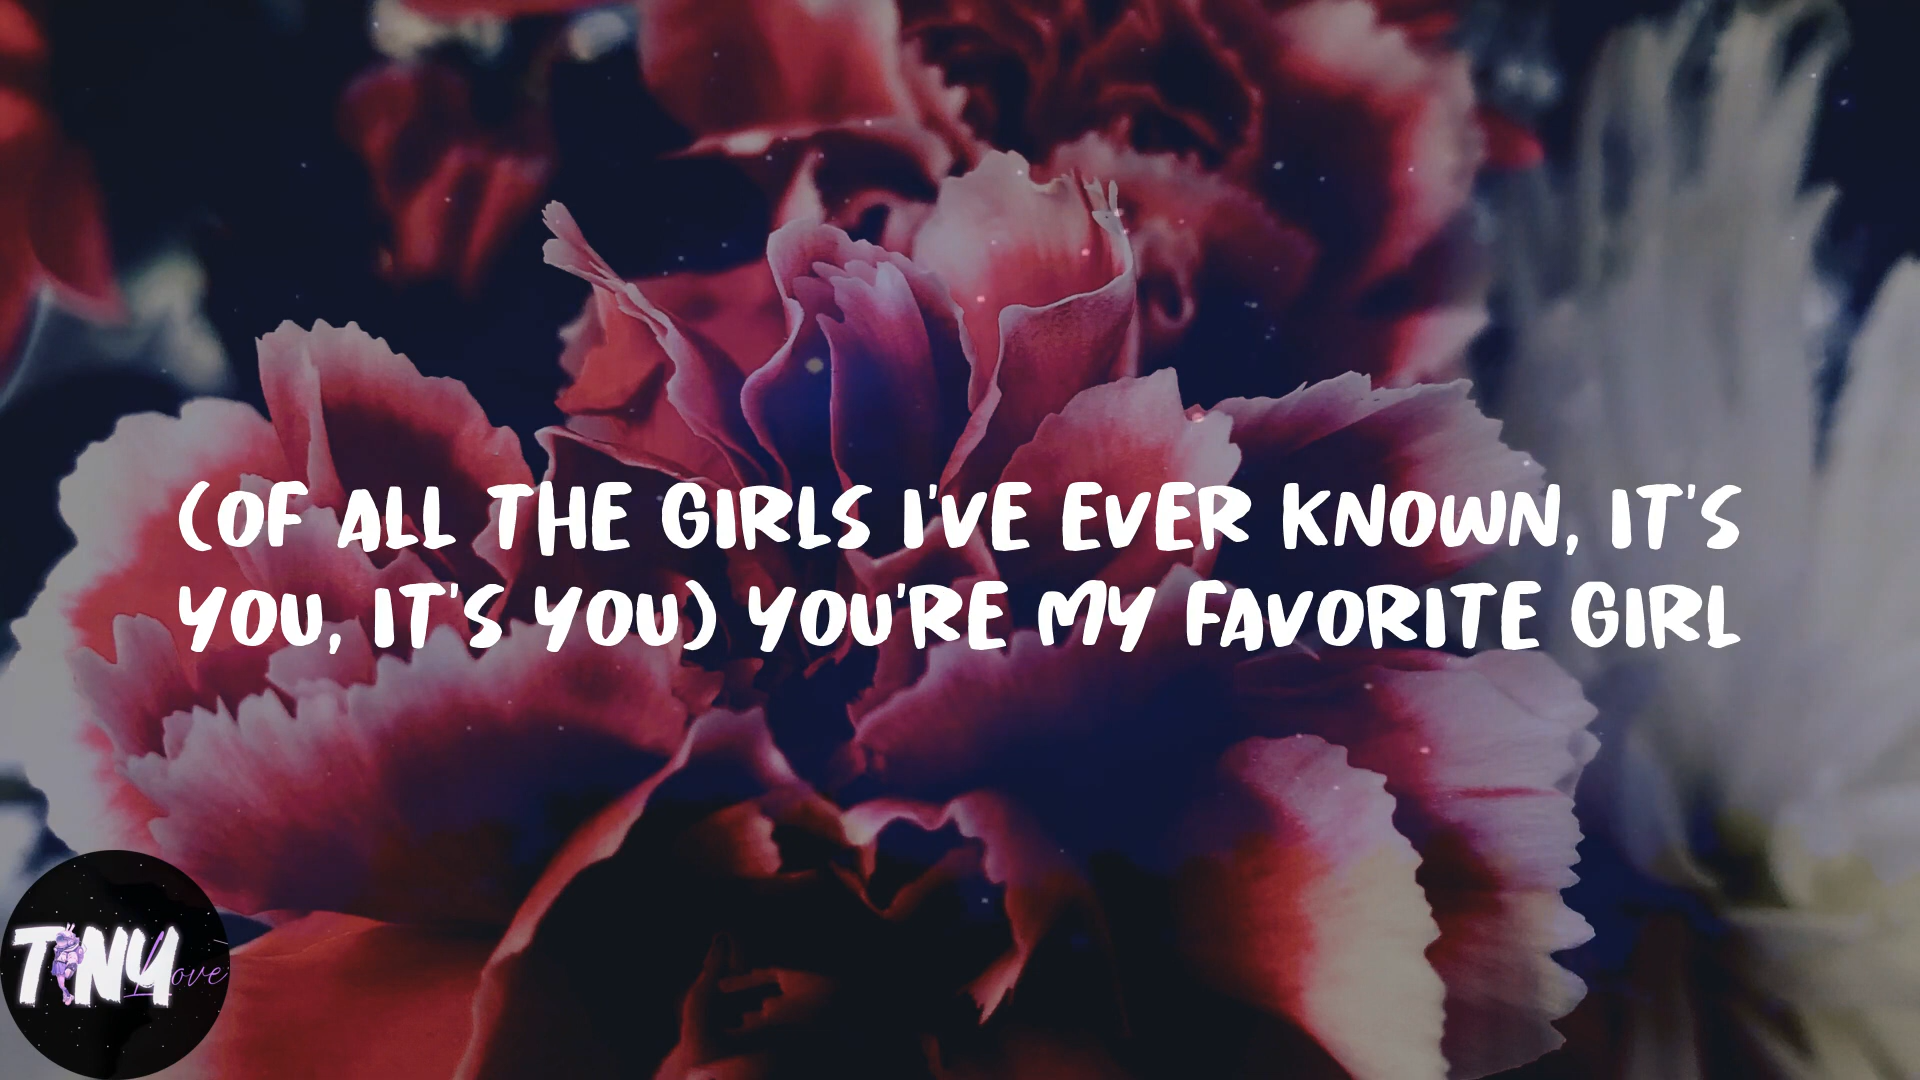 (OF ALL THE GIRLS I'VE EVER KNOWN, IT'S
YOU, IT'S YOU) YOU'RE MY FAVORITE GIRL
TINY
Love